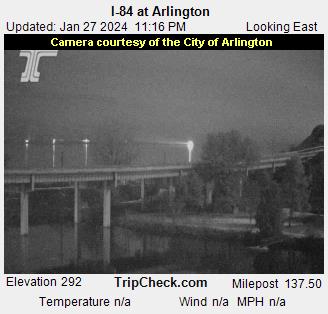 I-84 at Arlington
Updated: Jan 27 2024 11:16 PM Looking East
Camera courtesy of the City of Arlington
Elevation 292 TripCheck.com Milepost 137.50
Temperature n/a Wind n/a MPH n/a